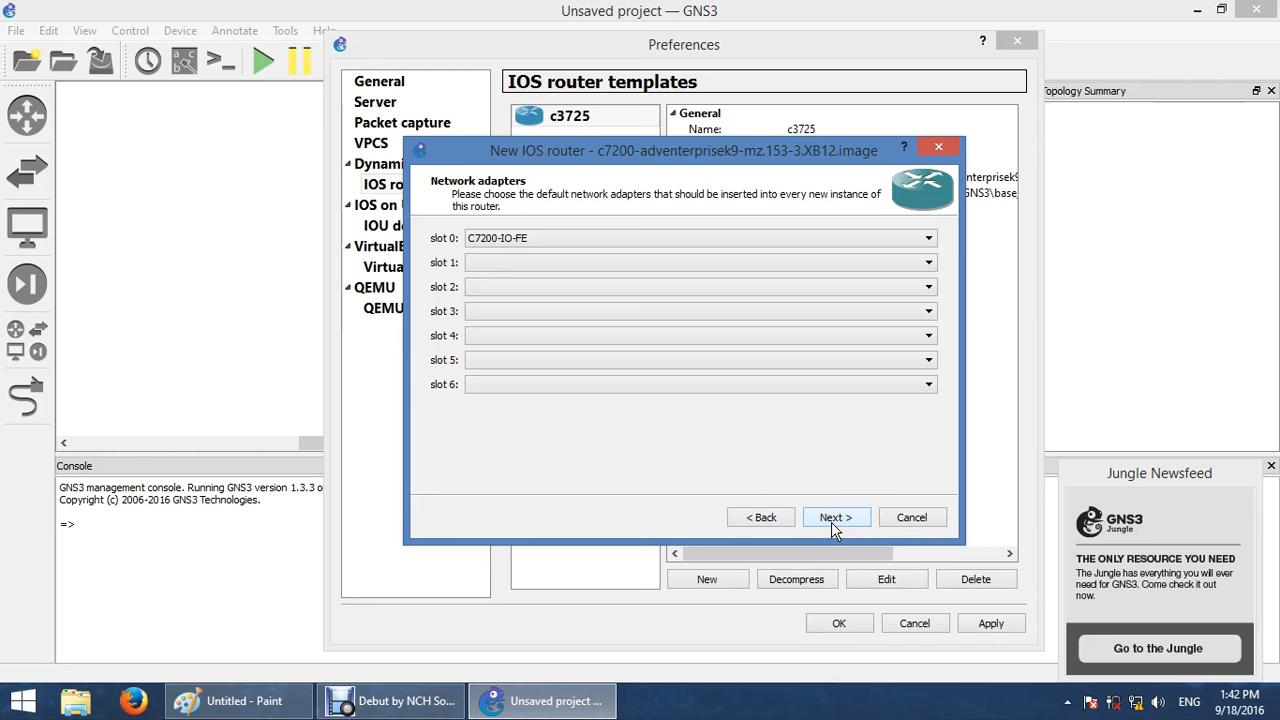 Unsaved project — GNS3
File Edit View Control Device Annotate Tools Help
Preferences
?
General
Server
Packet capture
VPCS
Dynami
IOS ro
IOS on U
IOU de
VirtualB
Virtua
QEMU
QEMU
IOS router templates
c3725
General
Name: c3725
enterprisek9
GNS3\base_
Topology Summary
New IOS router - c7200-adventerprisek9-mz.153-3.XB12.image
?
Network adapters
Please choose the default network adapters that should be inserted into every new instance of
this router.
slot 0: C7200-IO-FE
slot 1:
slot 2:
slot 3:
slot 4:
slot 5:
slot 6:
< Back
Next >
Cancel
New
Decompress
Edit
Delete
OK
Cancel
Apply
Console
GNS3 management console. Running GNS3 version 1.3.3 o
Copyright (c) 2006-2016 GNS3 Technologies.
=>
Jungle Newsfeed
GNS3
Jungle
THE ONLY RESOURCE YOU NEED
The Jungle has everything you will ever
need for GNS3. Come check it out
now.
Go to the Jungle
Untitled - Paint
Debut by NCH So...
Unsaved project ...
ENG
1:42 PM
9/18/2016